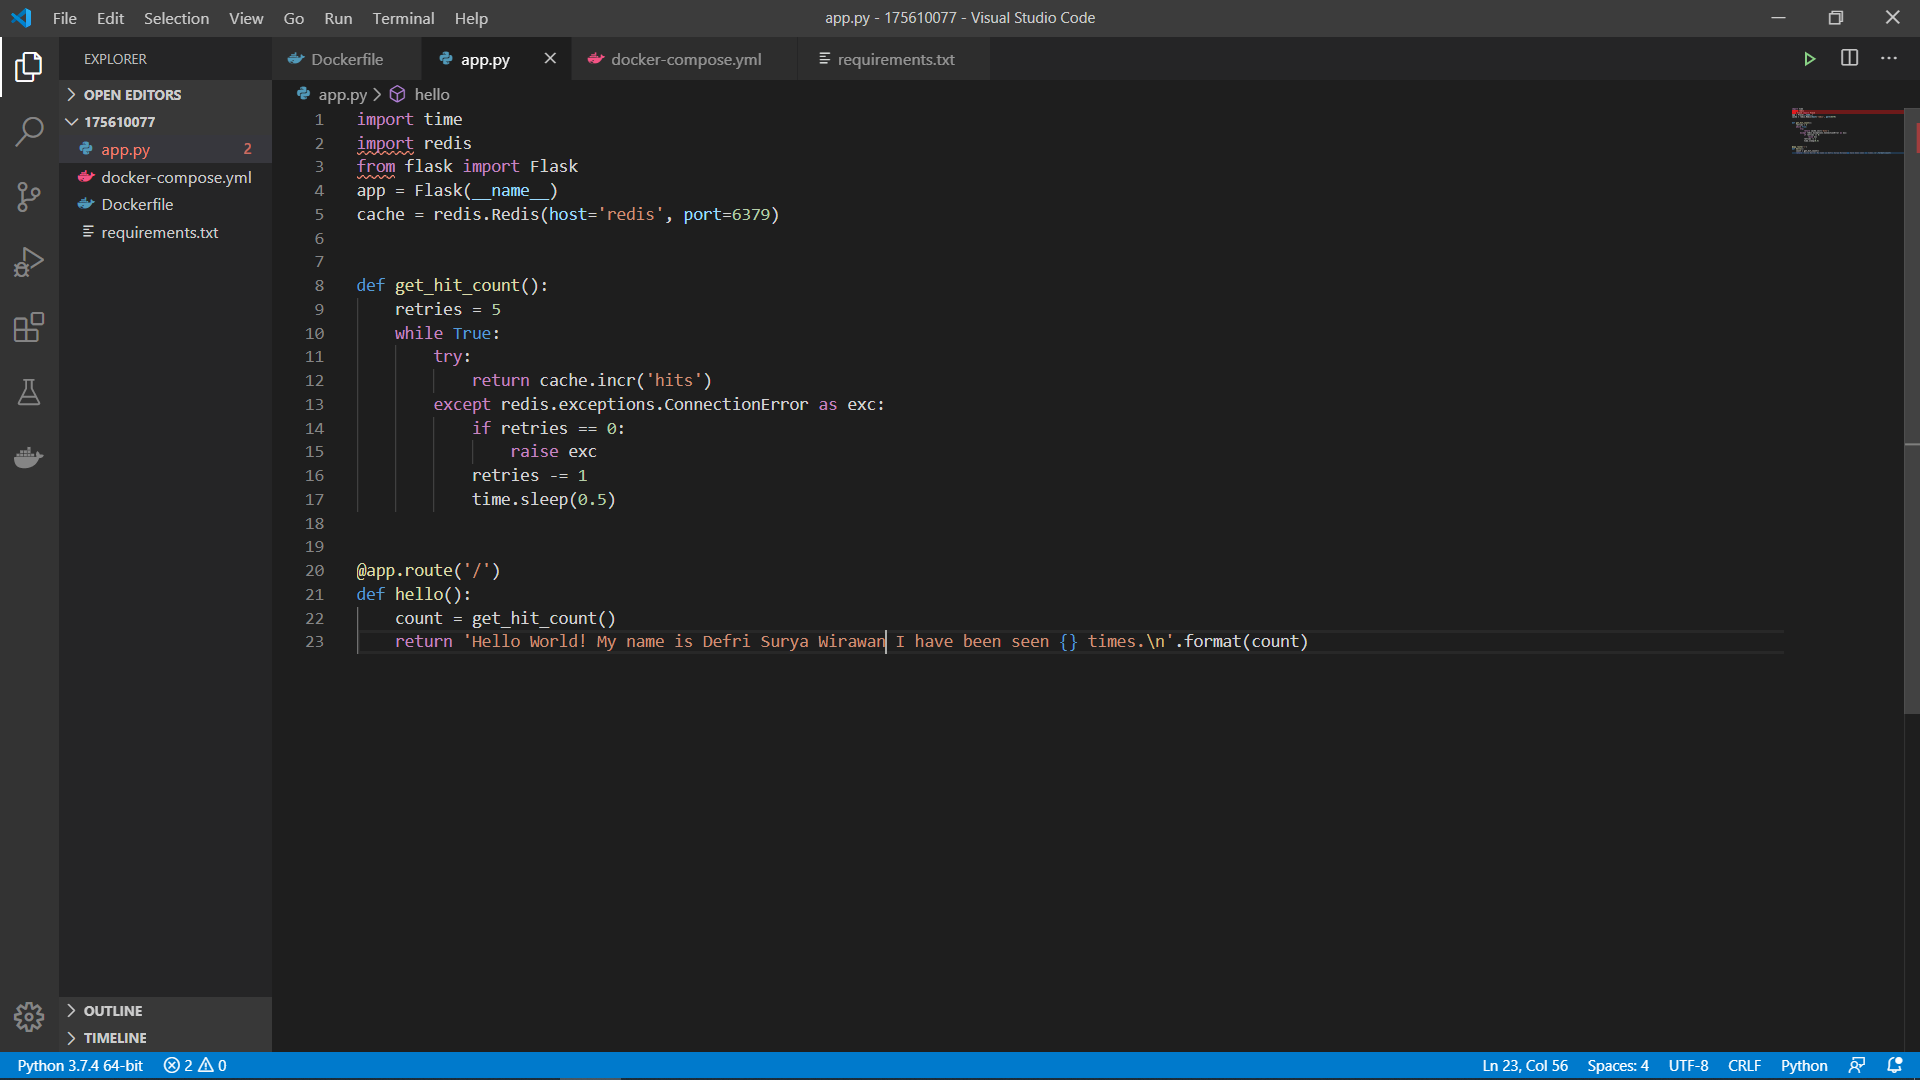 File Edit Selection View Go Run Terminal Help
app.py - 175610077 - Visual Studio Code
EXPLORER
OPEN EDITORS
175610077
app.py 2
docker-compose.yml
Dockerfile
requirements.txt
OUTLINE
TIMELINE
Dockerfile app.py docker-compose.yml requirements.txt
app.py > hello
1 import time
2 import redis
3 from flask import Flask
4 app = Flask(__name__)
5 cache = redis.Redis(host='redis', port=6379)
6
7
8 def get_hit_count():
9     retries = 5
10     while True:
11         try:
12             return cache.incr('hits')
13         except redis.exceptions.ConnectionError as exc:
14             if retries == 0:
15                 raise exc
16             retries -= 1
17             time.sleep(0.5)
18
19
20 @app.route('/')
21 def hello():
22     count = get_hit_count()
23     return 'Hello World! My name is Defri Surya Wirawan I have been seen {} times.\n'.format(count)
Python 3.7.4 64-bit 2 0 Ln 23, Col 56 Spaces: 4 UTF-8 CRLF Python